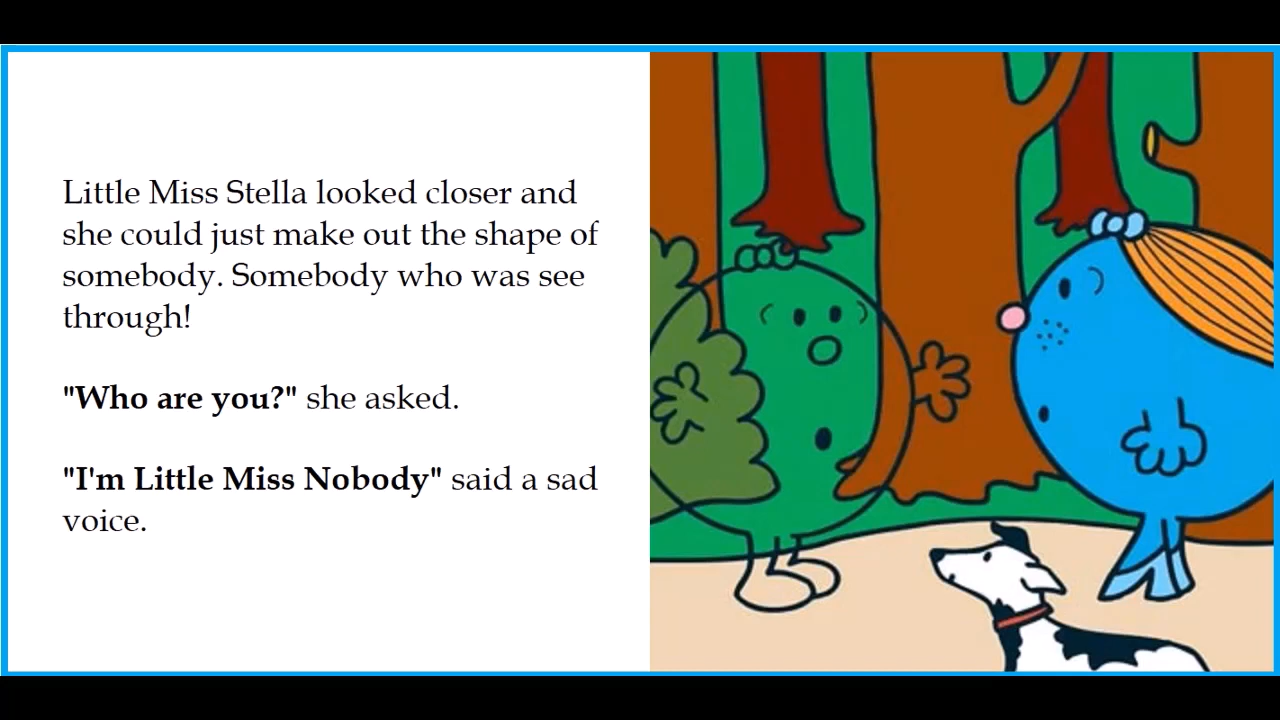 Little Miss Stella looked closer and
she could just make out the shape of
somebody. Somebody who was see
through!
"Who are you?" she asked.
"I'm Little Miss Nobody" said a sad
voice.